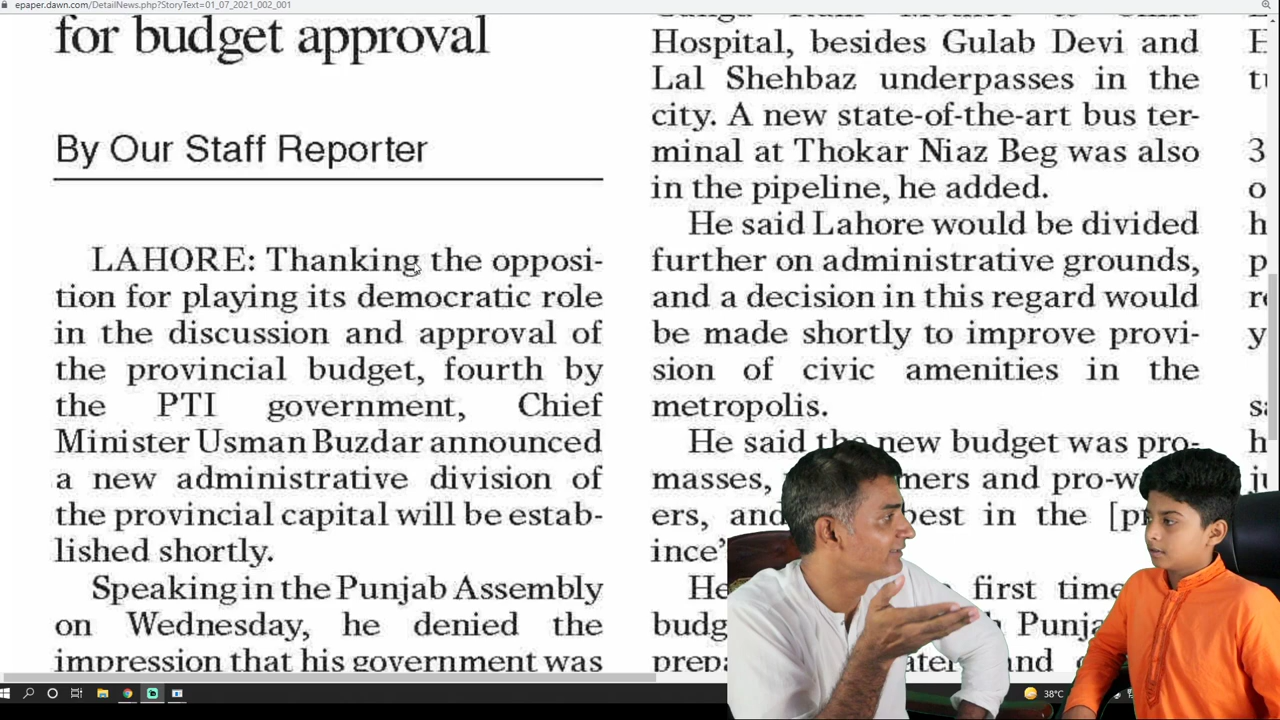 epaper.dawn.com/DetailNews.php?StoryText=01_07_2021_002_001
for budget approval
By Our Staff Reporter
LAHORE: Thanking the opposi-
tion for playing its democratic role
in the discussion and approval of
the provincial budget, fourth by
the PTI government, Chief
Minister Usman Buzdar announced
a new administrative division of
the provincial capital will be estab-
lished shortly.
Speaking in the Punjab Assembly
on Wednesday, he denied the
impression that his government was
Hospital, besides Gulab Devi and
Lal Shehbaz underpasses in the
city. A new state-of-the-art bus ter-
minal at Thokar Niaz Beg was also
in the pipeline, he added.
He said Lahore would be divided
further on administrative grounds,
and a decision in this regard would
be made shortly to improve provi-
sion of civic amenities in the
metropolis.
He said the new budget was pro-
masses, and
ers, and best in the
He first time
38°C